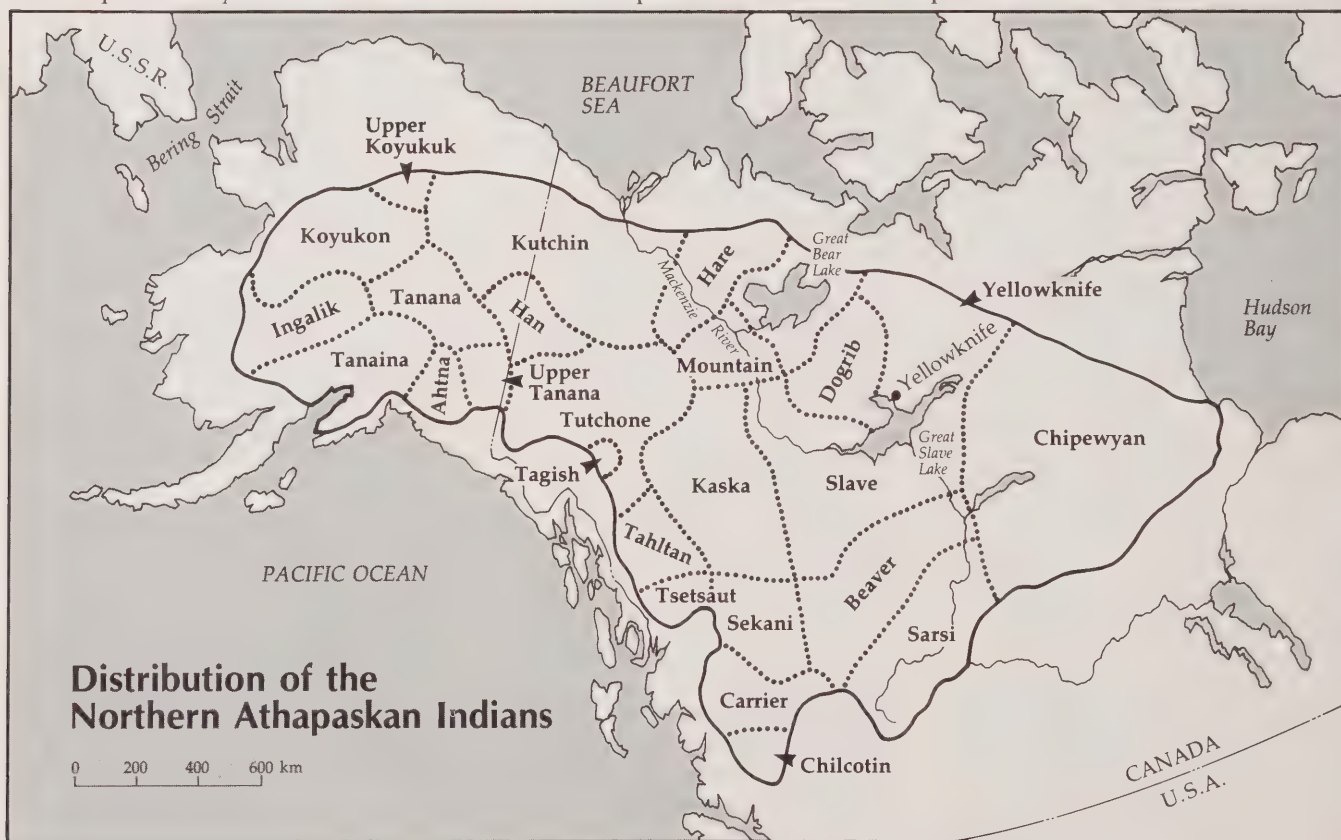 U.S.S.R.
Bering Strait
BEAUFORT
SEA
Upper
Koyukuk
Koyukon
Kutchin
Hare
Great
Bear
Lake
Mackenzie
River
Yellowknife
Hudson
Bay
Ingalik
Tanana
Han
Tanaina
Ahtna
Upper
Tanana
Mountain
Dogrib
Yellowknife
Tutchone
Chipewyan
Great
Slave
Lake
Tagish
Kaska
Slave
Tahltan
PACIFIC OCEAN
Tsetsaut
Beaver
Sekani
Sarsi
Distribution of the
Northern Athapaskan Indians
Carrier
Chilcotin
0 200 400 600 km
CANADA
U.S.A.